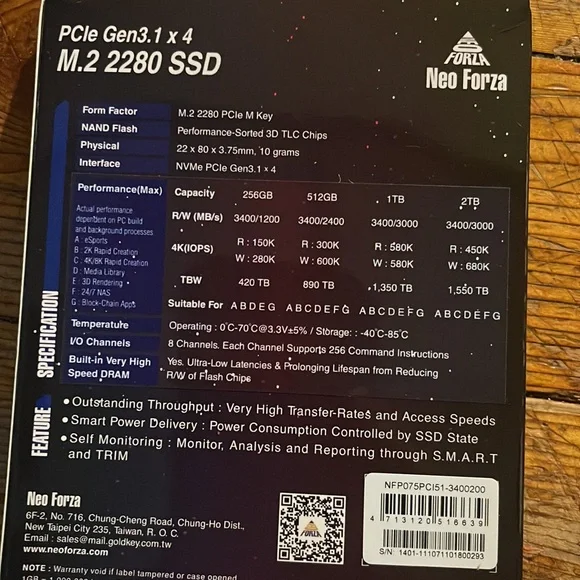 PCIe Gen3.1 x 4
M.2 2280 SSD
FORZA
Neo Forza
SPECIFICATION
Form Factor M.2 2280 PCIe M Key
NAND Flash Performance-Sorted 3D TLC Chips
Physical 22 x 80 x 3.75mm, 10 grams
Interface NVMe PCIe Gen3.1 x 4
Performance(Max)
Actual performance
dependent on PC build
and background processes
A : eSports
B : 2K Rapid Creation
C : 4K/8K Rapid Creation
D : Media Library
E : 3D Rendering
F : 24/7 NAS
G : Block-Chain Apps
Capacity 256GB 512GB 1TB 2TB
R/W (MB/s) 3400/1200 3400/2400 3400/3000 3400/3000
4K(IOPS) R : 150K R : 300K R : 580K R : 450K
W : 280K W : 600K W : 580K W : 680K
TBW 420 TB 890 TB 1,350 TB 1,550 TB
Suitable For A B D E G A B C D E F G A B C D E F G A B C D E F G
Temperature Operating : 0℃-70℃@3.3V±5% / Storage: : -40℃-85℃
I/O Channels 8 Channels. Each Channel Supports 256 Command Instructions
Built-in Very High Speed DRAM Yes. Ultra-Low Latencies & Prolonging Lifespan from Reducing
R/W of Flash Chips
FEATURE
• Outstanding Throughput : Very High Transfer-Rates and Access Speeds
• Smart Power Delivery : Power Consumption Controlled by SSD State
• Self Monitoring : Monitor, Analysis and Reporting through S.M.A.R.T
and TRIM
Neo Forza
6F-2, No. 716, Chung-Cheng Road, Chung-Ho Dist.,
New Taipei City 235, Taiwan, R. O. C.
Email : sales@mail.goldkey.com.tw
www.neoforza.com
NFP075PCI51-3400200
4 713120 516639
S/N: 1401-111071101800293
NOTE : Warranty void if label tampered or case opened